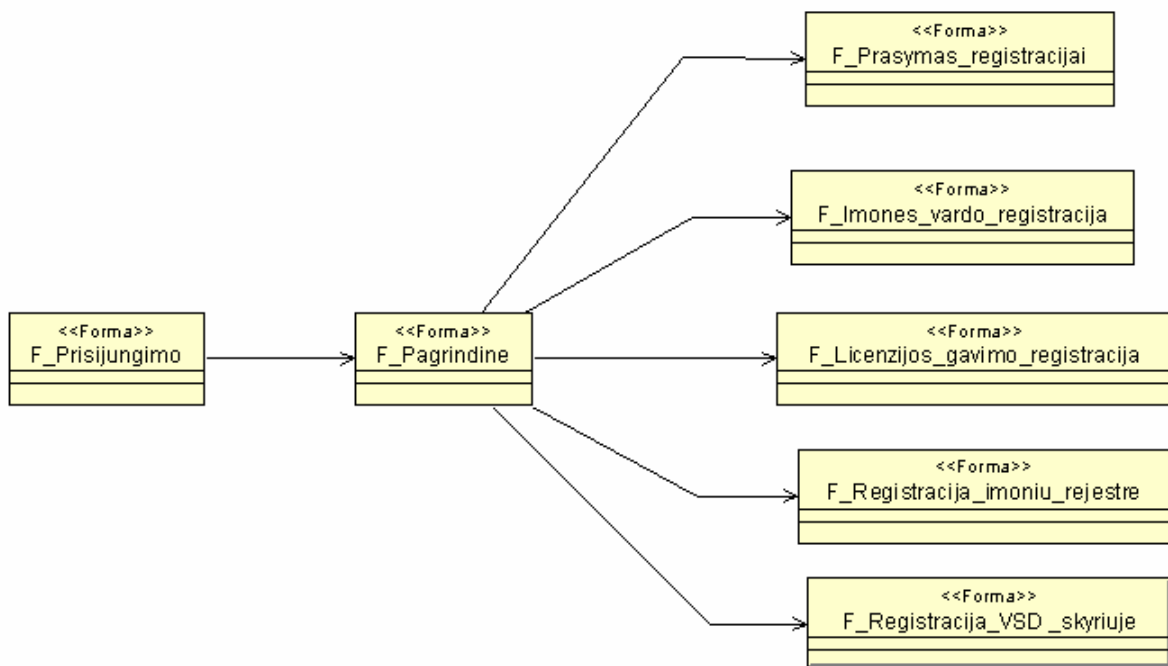 <<Forma>>
F_Prasymas_registracijai
<<Forma>>
F_Imones_vardo_registracija
<<Forma>>
F_Prisijungimo
<<Forma>>
F_Pagrindine
<<Forma>>
F_Licenzijos_gavimo_registracija
<<Forma>>
F_Registracija_imoniu_rejestre
<<Forma>>
F_Registracija_VSD _skyriuje